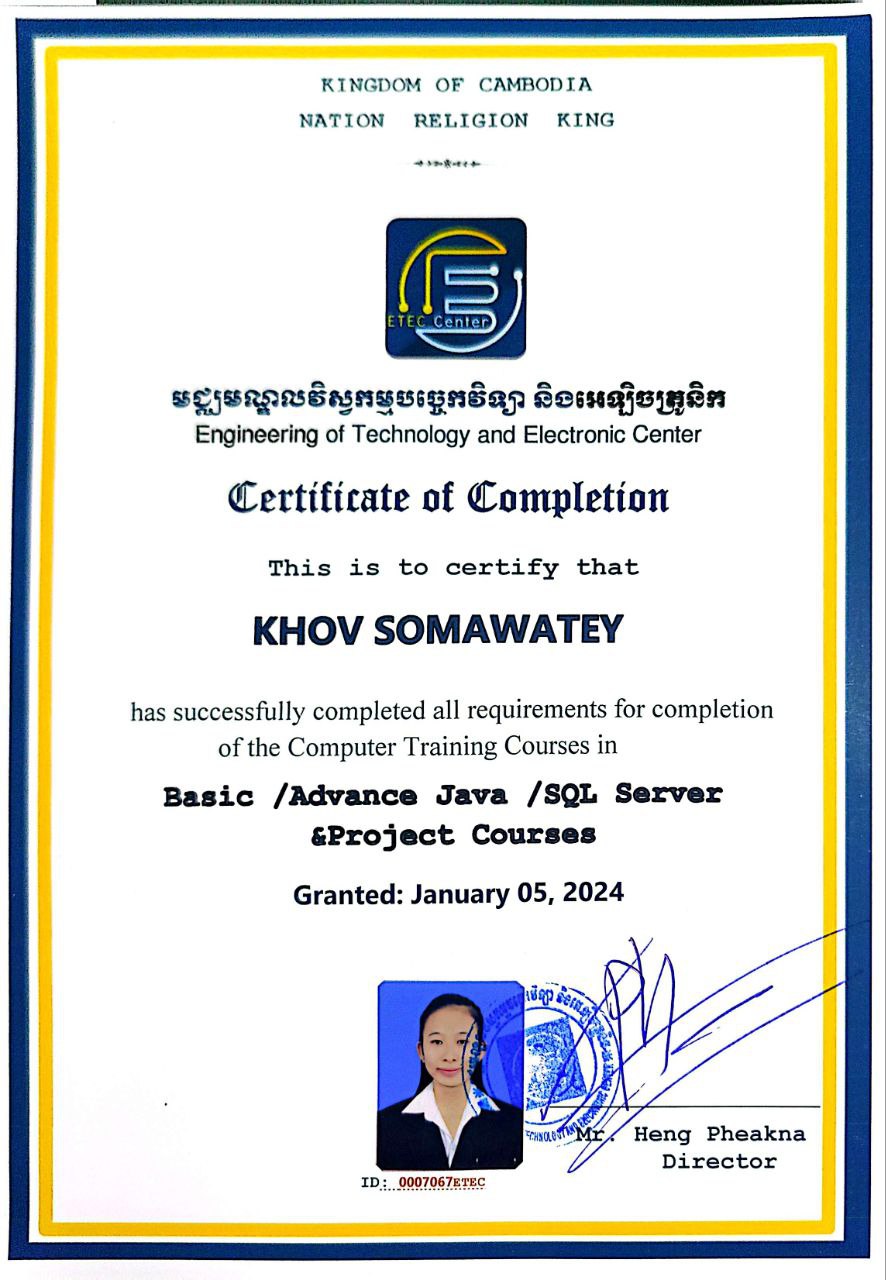 KINGDOM OF CAMBODIA
NATION RELIGION KING
ETEC Center
មជ្ឈមណ្ឌលវិស្វកម្មបច្ចេកវិទ្យា និងអេឡិចត្រូនិក
Engineering of Technology and Electronic Center
Certificate of Completion
This is to certify that
KHOV SOMAWATEY
has successfully completed all requirements for completion
of the Computer Training Courses in
Basic /Advance Java /SQL Server
&Project Courses
Granted: January 05, 2024
Mr. Heng Pheakna
Director
ID: 0007067ETEC